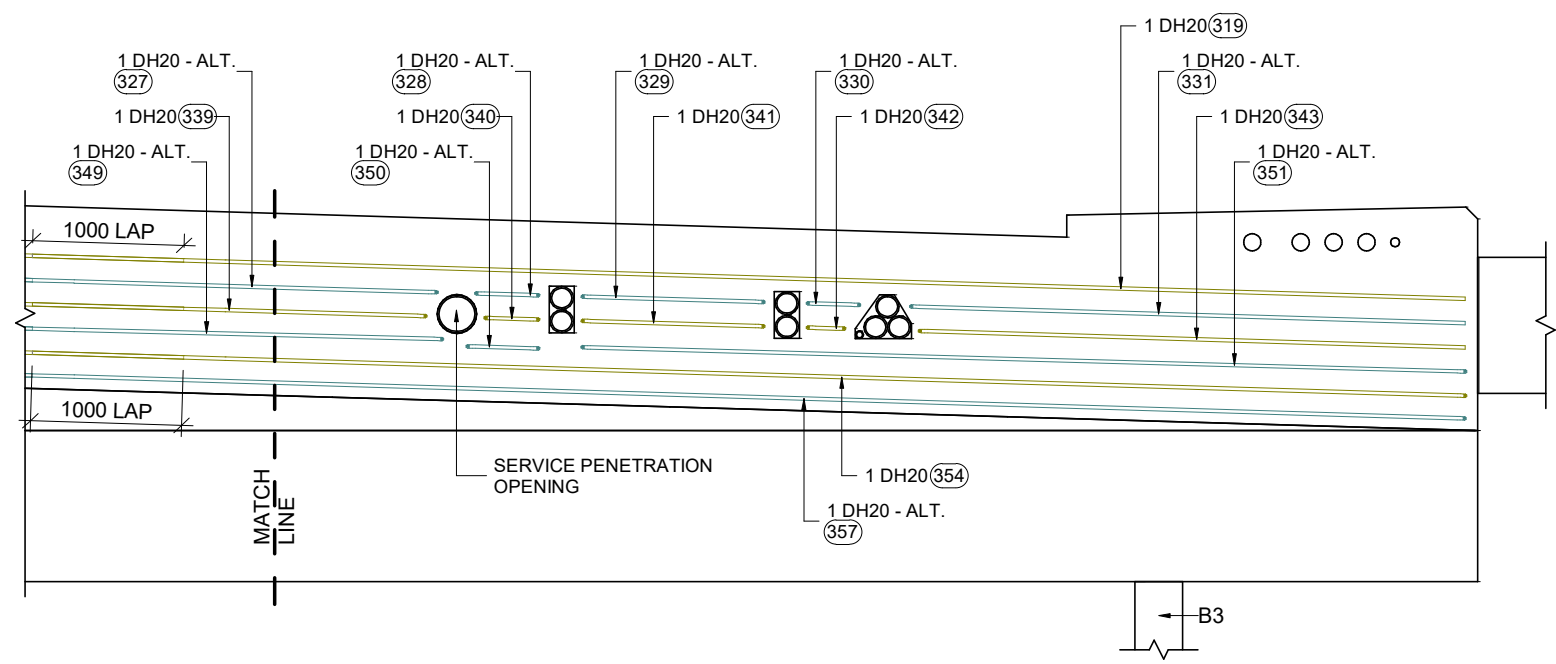 1 DH20 319
1 DH20 - ALT.
327
1 DH20 - ALT.
328
1 DH20 - ALT.
329
1 DH20 - ALT.
330
1 DH20 - ALT.
331
1 DH20 339
1 DH20 340
1 DH20 341
1 DH20 342
1 DH20 343
1 DH20 - ALT.
349
1 DH20 - ALT.
350
1 DH20 - ALT.
351
1000 LAP
1000 LAP
MATCH
LINE
SERVICE PENETRATION
OPENING
1 DH20 354
1 DH20 - ALT.
357
B3